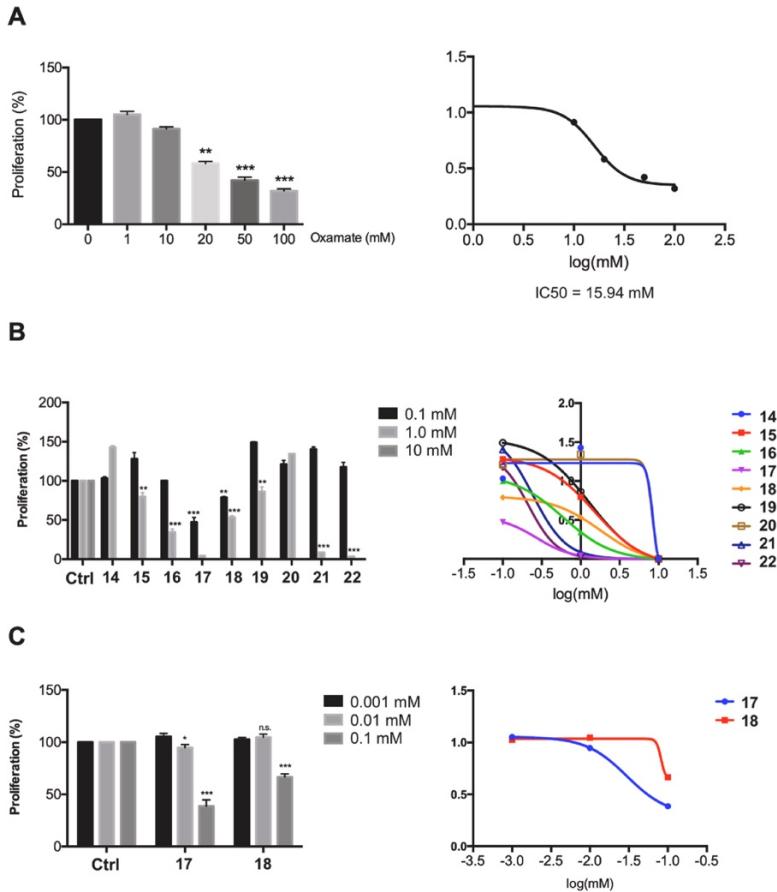 A
Proliferation (%)
150
100
50
0
**
***
***
0 1 10 20 50 100 Oxamate (mM)
1.5
1.0
0.5
0.0
0.0 0.5 1.0 1.5 2.0 2.5
log(mM)
IC50 = 15.94 mM
B
Proliferation (%)
200
150
100
50
0
** *** *** ** *** ** *** ***
Ctrl 14 15 16 17 18 19 20 21 22
0.1 mM
1.0 mM
10 mM
2.0
1.5
1.0
0.5
-1.5 -1.0 -0.5 0.0 0.5 1.0 1.5
log(mM)
14
15
16
17
18
19
20
21
22
C
Proliferation (%)
150
100
50
0
* *** n.s. ***
Ctrl 17 18
0.001 mM
0.01 mM
0.1 mM
1.5
1.0
0.5
0.0
-3.5 -3.0 -2.5 -2.0 -1.5 -1.0 -0.5
log(mM)
17
18